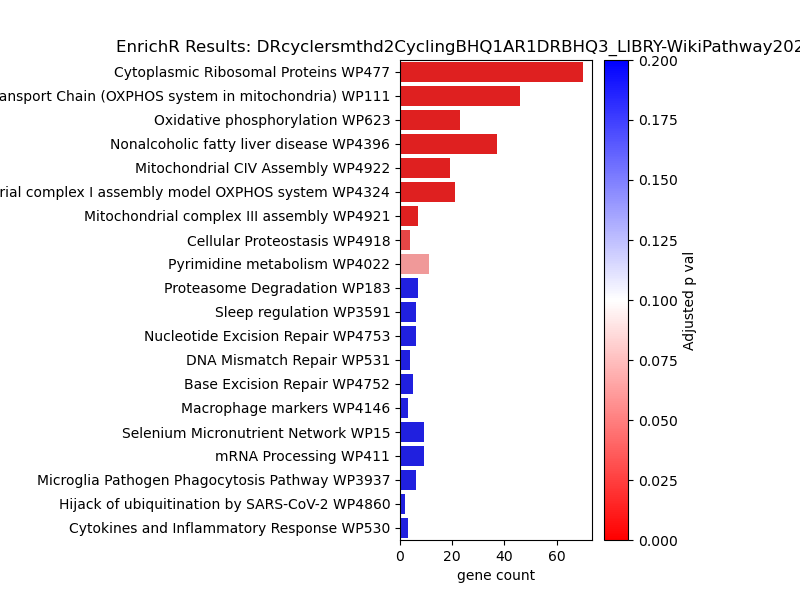 EnrichR Results: DRcyclersmthd2CyclingBHQ1AR1DRBHQ3_LIBRY-WikiPathway202
Cytoplasmic Ribosomal Proteins WP477
ansport Chain (OXPHOS system in mitochondria) WP111
Oxidative phosphorylation WP623
Nonalcoholic fatty liver disease WP4396
Mitochondrial CIV Assembly WP4922
rial complex I assembly model OXPHOS system WP4324
Mitochondrial complex III assembly WP4921
Cellular Proteostasis WP4918
Pyrimidine metabolism WP4022
Proteasome Degradation WP183
Sleep regulation WP3591
Nucleotide Excision Repair WP4753
DNA Mismatch Repair WP531
Base Excision Repair WP4752
Macrophage markers WP4146
Selenium Micronutrient Network WP15
mRNA Processing WP411
Microglia Pathogen Phagocytosis Pathway WP3937
Hijack of ubiquitination by SARS-CoV-2 WP4860
Cytokines and Inflammatory Response WP530
0 20 40 60
gene count
0.200
0.175
0.150
0.125
0.100
0.075
0.050
0.025
0.000
Adjusted p val